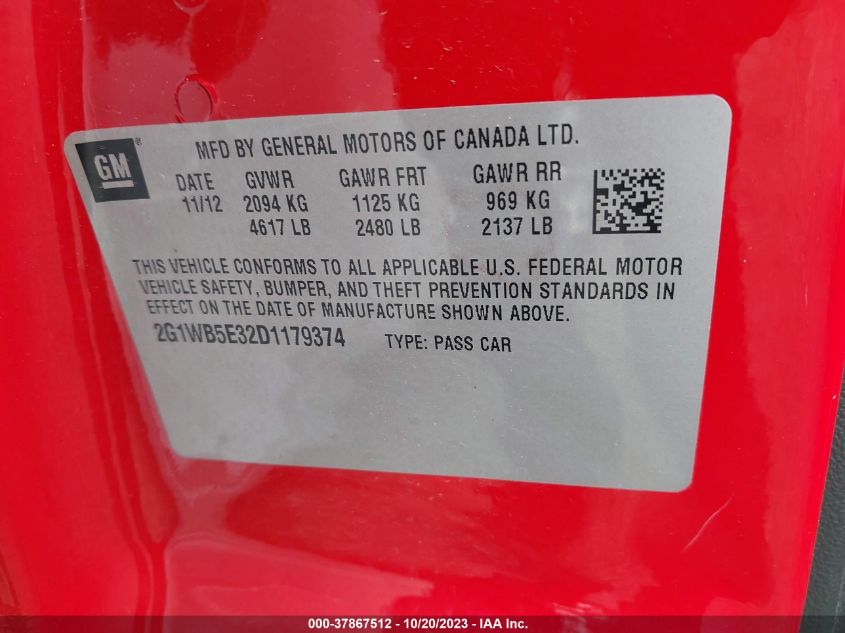 GM
MFD BY GENERAL MOTORS OF CANADA LTD.
DATE GVWR GAWR FRT GAWR RR
11/12 2094 KG 1125 KG 969 KG
4617 LB 2480 LB 2137 LB
THIS VEHICLE CONFORMS TO ALL APPLICABLE U.S. FEDERAL MOTOR
VEHICLE SAFETY, BUMPER, AND THEFT PREVENTION STANDARDS IN
EFFECT ON THE DATE OF MANUFACTURE SHOWN ABOVE.
2G1WB5E32D1179374 TYPE: PASS CAR
000-37867512 - 10/20/2023 - IAA Inc.